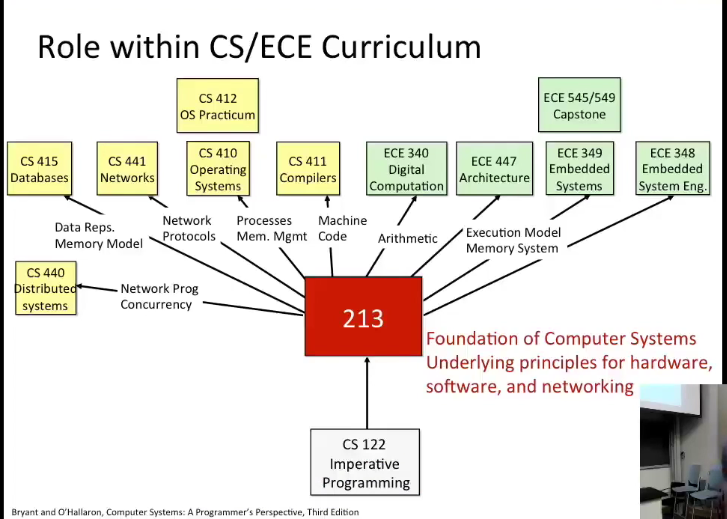 Role within CS/ECE Curriculum
CS 412
OS Practicum
ECE 545/549
Capstone
CS 415
Databases
CS 441
Networks
CS 410
Operating
Systems
CS 411
Compilers
ECE 340
Digital
Computation
ECE 447
Architecture
ECE 349
Embedded
Systems
ECE 348
Embedded
System Eng.
Data Reps.
Memory Model
Network
Protocols
Processes
Mem. Mgmt
Machine
Code
Arithmetic
Execution Model
Memory System
CS 440
Distributed
systems
Network Prog
Concurrency
213
Foundation of Computer Systems
Underlying principles for hardware,
software, and networking
CS 122
Imperative
Programming
Bryant and O'Hallaron, Computer Systems: A Programmer's Perspective, Third Edition